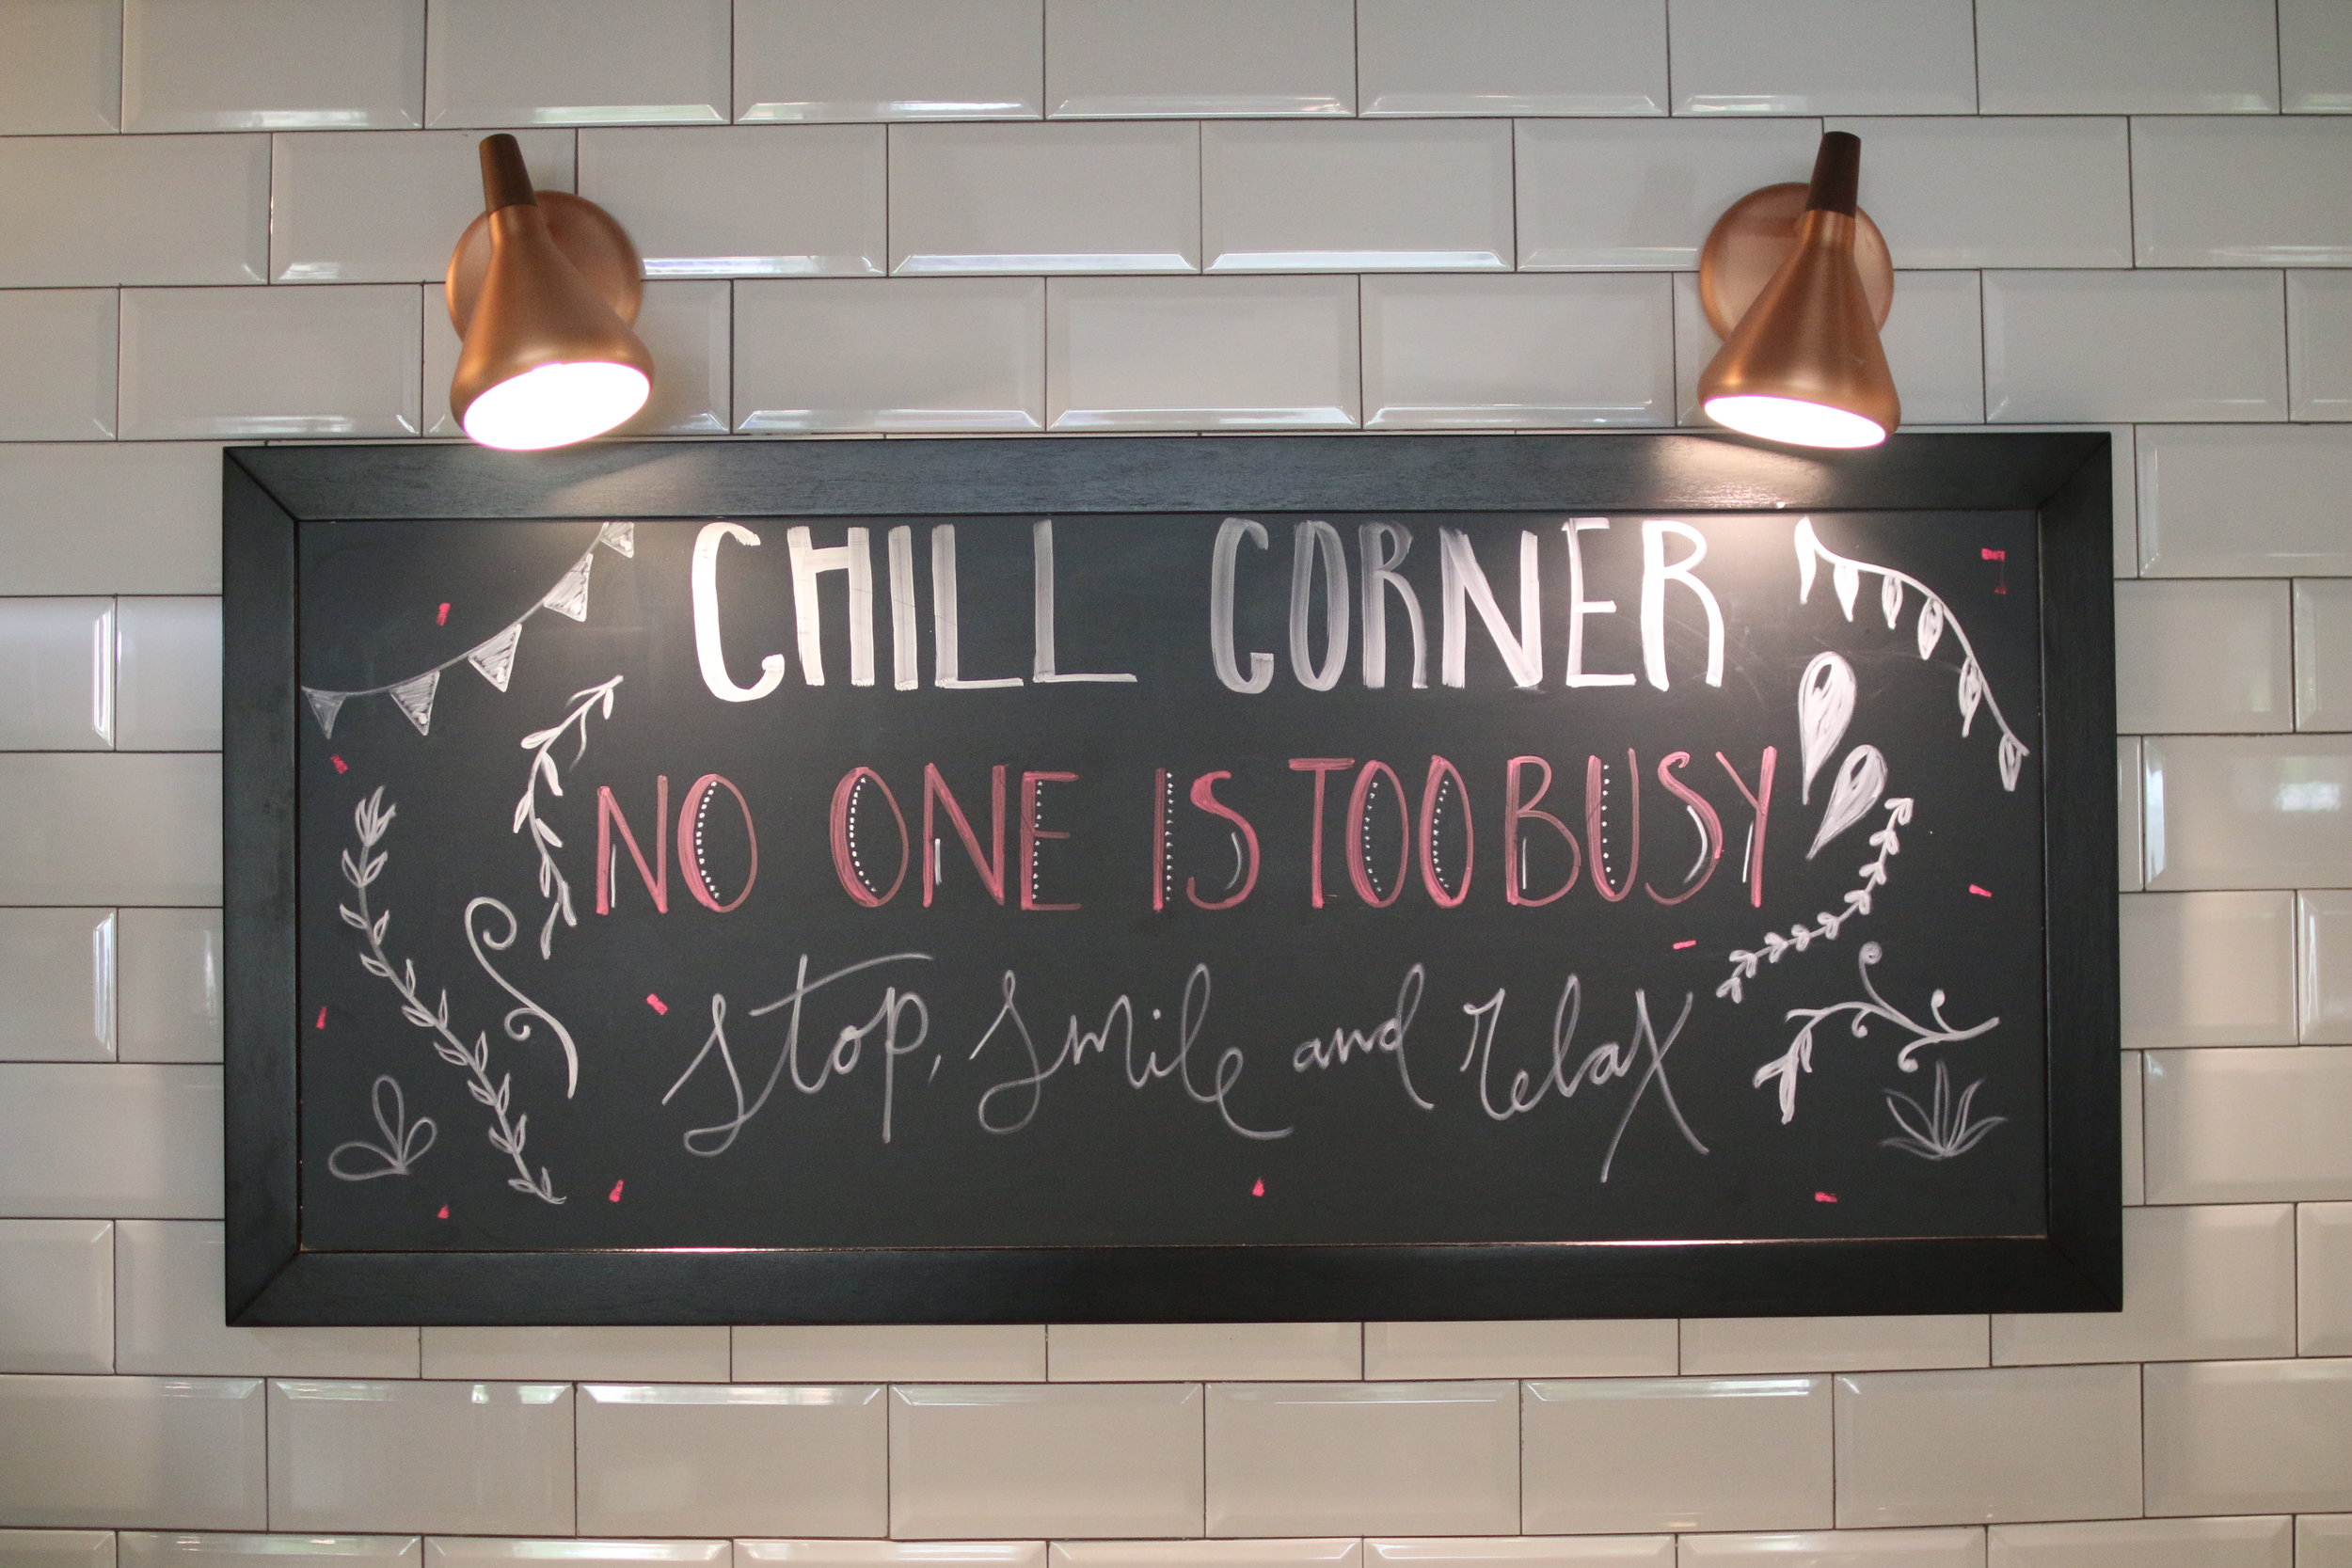 CHILL CORNER
NO ONE IS TOO BUSY
Stop, Smile and Relax